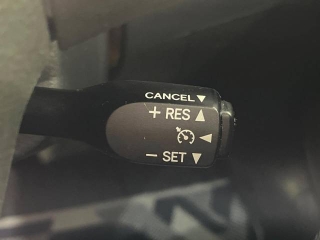 CANCEL ▼
+ RES ▲
◀
− SET ▼